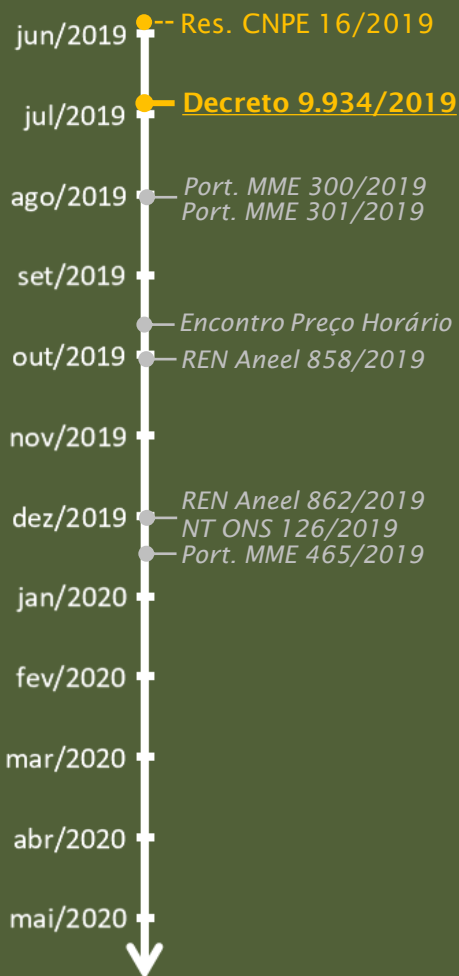 Res. CNPE 16/2019
jun/2019
Decreto 9.934/2019
jul/2019
Port. MME 300/2019
ago/2019
Port. MME 301/2019
set/2019
Encontro Preço Horário
out/2019
REN Aneel 858/2019
nov/2019
REN Aneel 862/2019
dez/2019
NT ONS 126/2019
Port. MME 465/2019
jan/2020
fev/2020
mar/2020
abr/2020
mai/2020